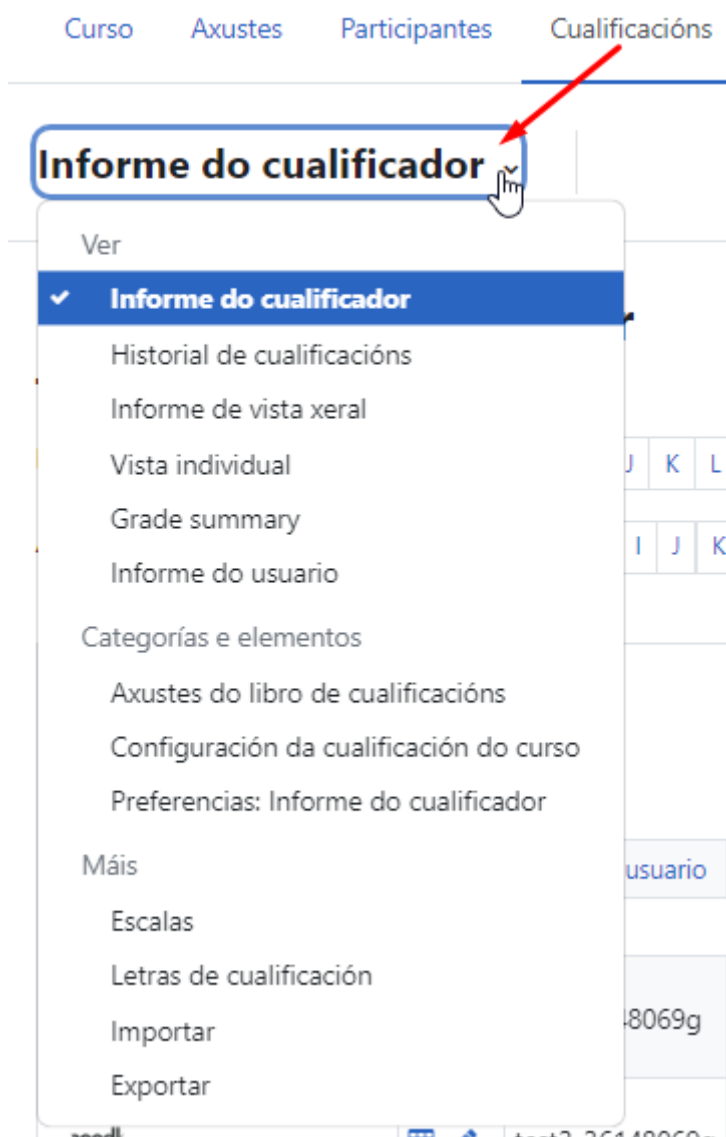 Curso Axustes Participantes Cualificacións
Informe do cualificador
Ver
Informe do cualificador
Historial de cualificacións
Informe de vista xeral
Vista individual
J K L
Grade summary
I J K
Informe do usuario
Categorías e elementos
Axustes do libro de cualificacións
Configuración da cualificación do curso
Preferencias: Informe do cualificador
Máis
usuario
Escalas
Letras de cualificación
Importar
48069g
Exportar